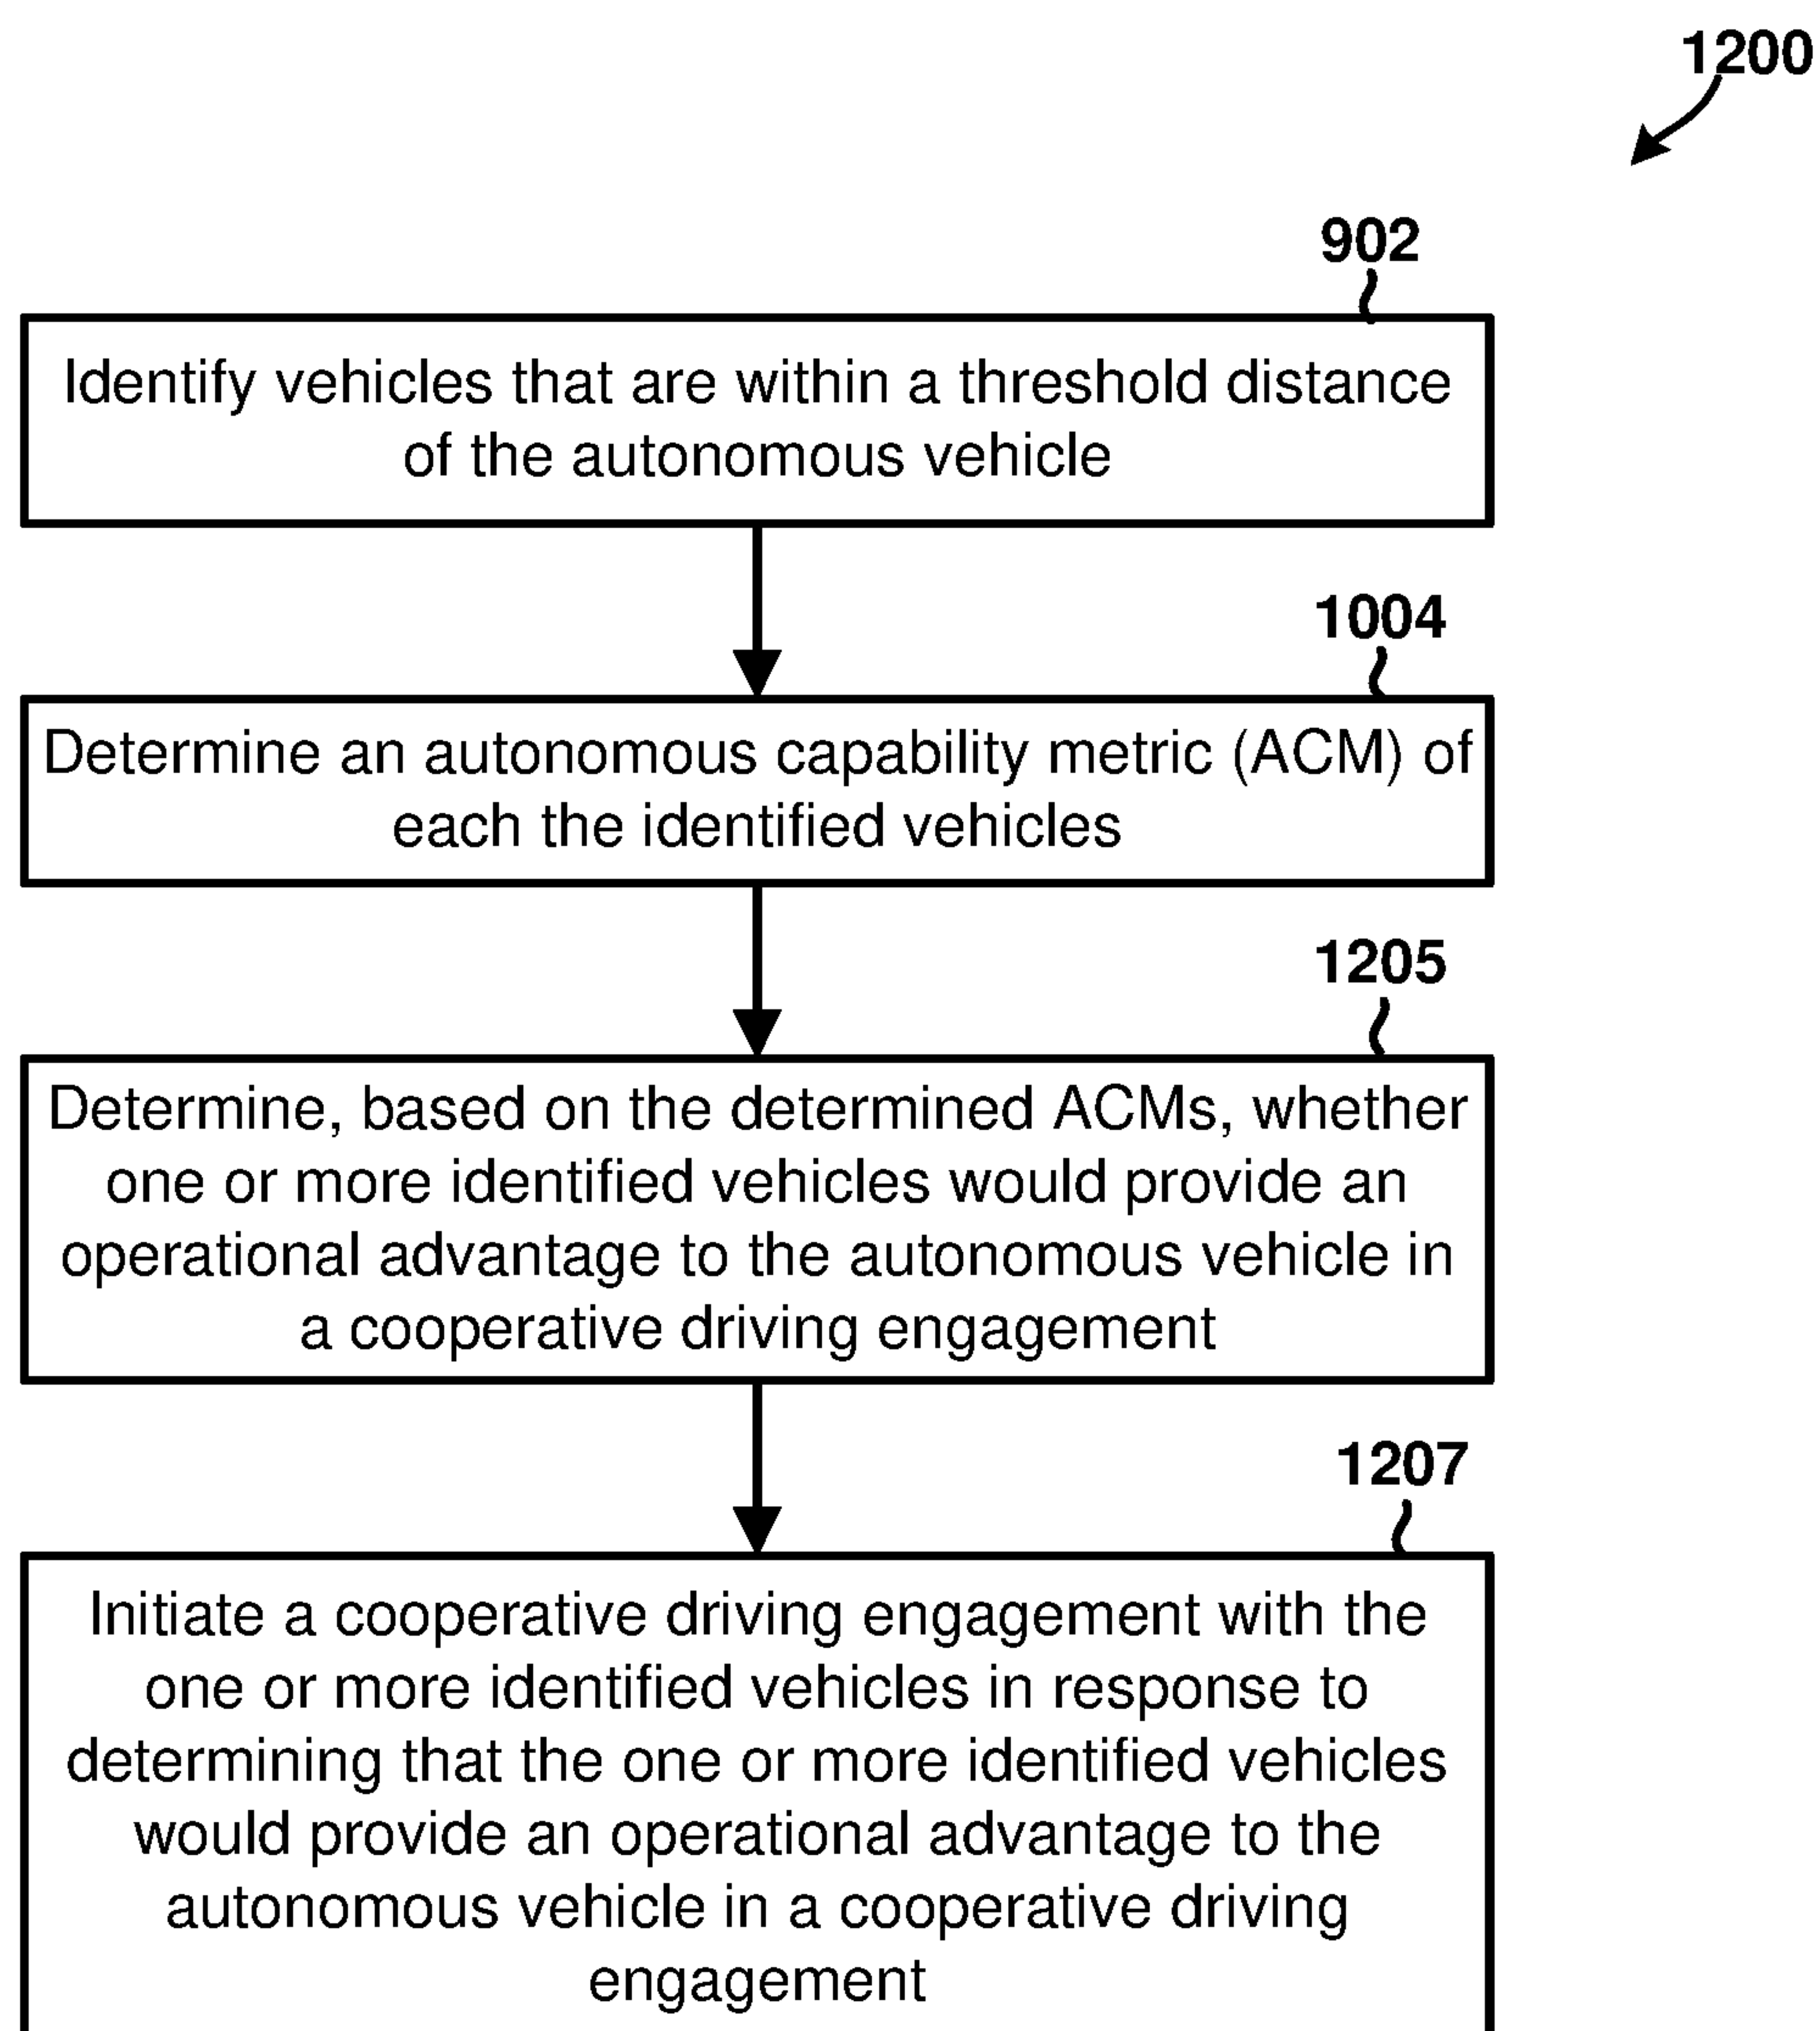 1200
902
Identify vehicles that are within a threshold distance
of the autonomous vehicle
1004
Determine an autonomous capability metric (ACM) of
each the identified vehicles
1205
Determine, based on the determined ACMs, whether
one or more identified vehicles would provide an
operational advantage to the autonomous vehicle in
a cooperative driving engagement
1207
Initiate a cooperative driving engagement with the
one or more identified vehicles in response to
determining that the one or more identified vehicles
would provide an operational advantage to the
autonomous vehicle in a cooperative driving
engagement